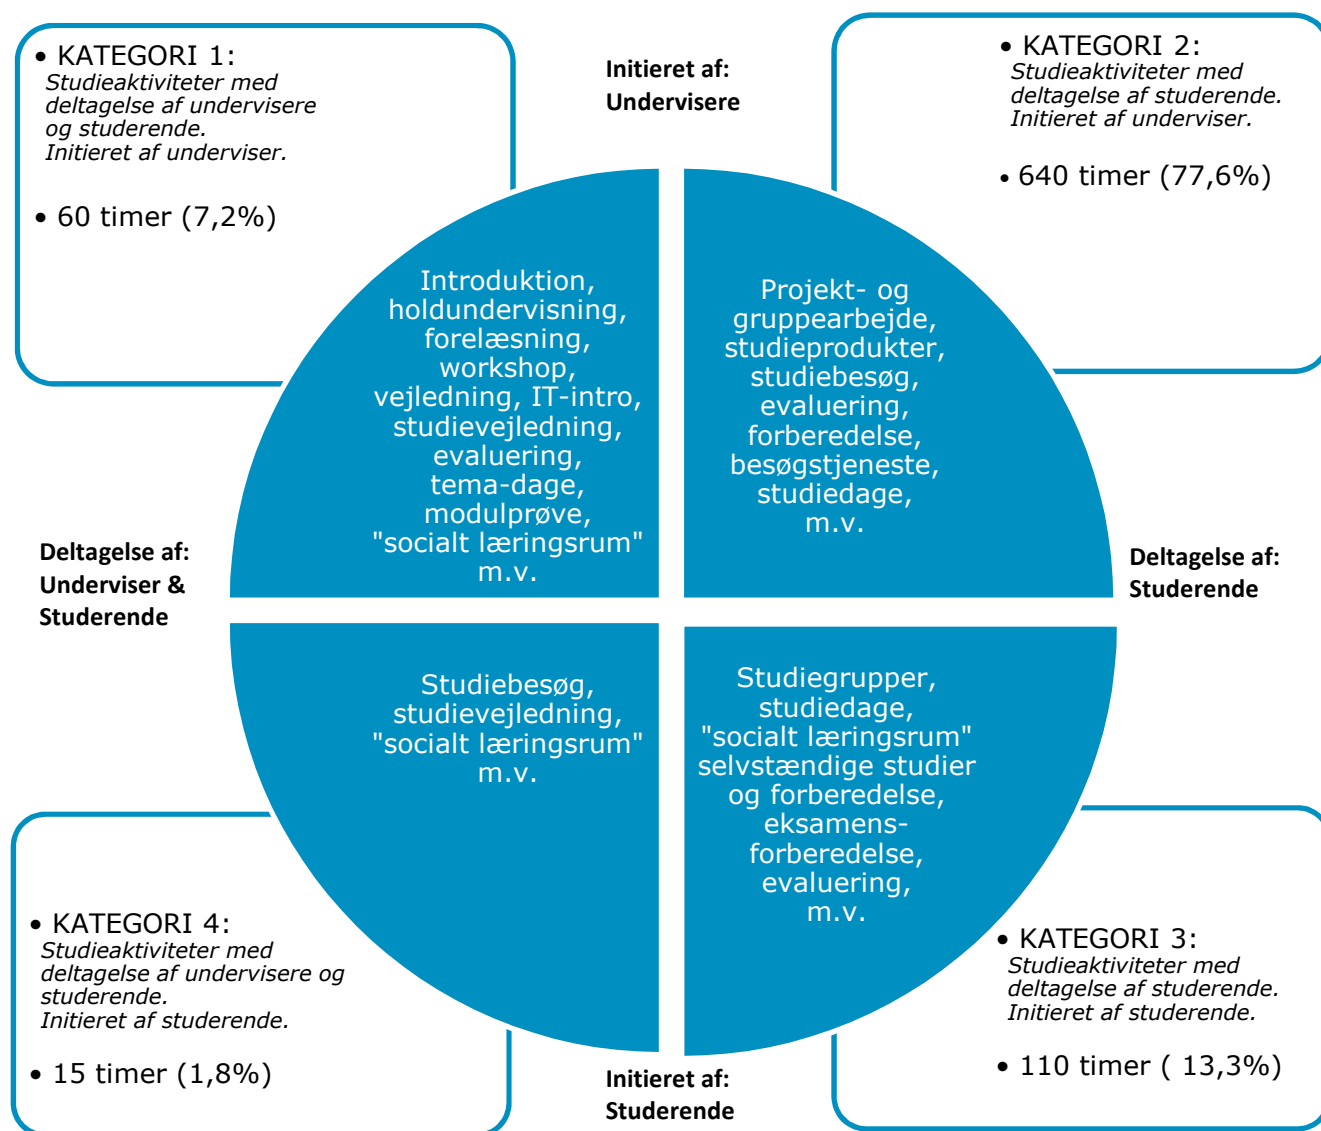 • KATEGORI 1:
Studieaktiviteter med
deltagelse af undervisere
og studerende.
Initieret af underviser.
• 60 timer (7,2%)
Initieret af:
Undervisere
• KATEGORI 2:
Studieaktiviteter med
deltagelse af studerende.
Initieret af underviser.
• 640 timer (77,6%)
Introduktion,
holdundervisning,
forelæsning,
workshop,
vejledning, IT-intro,
studievejledning,
evaluering,
tema-dage,
modulprøve,
"socialt læringsrum"
m.v.
Projekt- og
gruppearbejde,
studieprodukter,
studiebesøg,
evaluering,
forberedelse,
besøgstjeneste,
studiedage,
m.v.
Deltagelse af:
Underviser &
Studerende
Deltagelse af:
Studerende
Studiebesøg,
studievejledning,
"socialt læringsrum"
m.v.
Studiegrupper,
studiedage,
"socialt læringsrum"
selvstændige studier
og forberedelse,
eksamens-
forberedelse,
evaluering,
m.v.
• KATEGORI 4:
Studieaktiviteter med
deltagelse af undervisere og
studerende.
Initieret af studerende.
• 15 timer (1,8%)
Initieret af:
Studerende
• KATEGORI 3:
Studieaktiviteter med
deltagelse af studerende.
Initieret af studerende.
• 110 timer ( 13,3%)